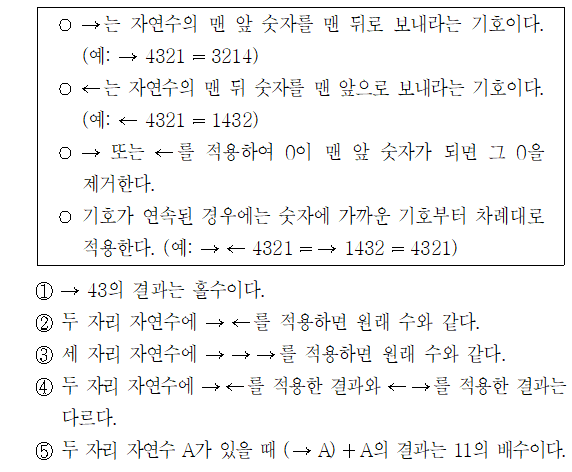 ○ →는 자연수의 맨 앞 숫자를 맨 뒤로 보내라는 기호이다.
(예: → 4321 = 3214)
○ ←는 자연수의 맨 뒤 숫자를 맨 앞으로 보내라는 기호이다.
(예: ← 4321 = 1432)
○ → 또는 ←를 적용하여 0이 맨 앞 숫자가 되면 그 0을
제거한다.
○ 기호가 연속된 경우에는 숫자에 가까운 기호부터 차례대로
적용한다. (예: → ← 4321 = → 1432 = 4321)
① → 43의 결과는 홀수이다.
② 두 자리 자연수에 → ←를 적용하면 원래 수와 같다.
③ 세 자리 자연수에 → → →를 적용하면 원래 수와 같다.
④ 두 자리 자연수에 → ←를 적용한 결과와 ← →를 적용한 결과는
다르다.
⑤ 두 자리 자연수 A가 있을 때 (→ A) + A의 결과는 11의 배수이다.